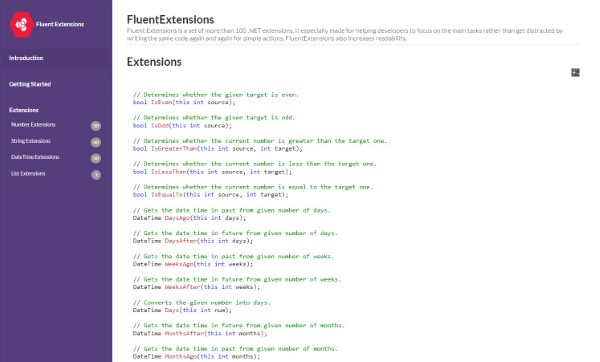 Fluent Extensions
Introduction
Getting Started
Extensions
Number Extensions
String Extensions
DateTime Extensions
List Extensions
FluentExtensions
Fluent Extensions is a set of more than 100 .NET extensions, it especially made for helping developers to focus on the main tasks rather than get distracted by
writing the same code again and again for simple actions. FluentExtensions also increases readability.
Extensions
// Determines whether the given target is even.
bool IsEven(this int source);
// Determines whether the given target is odd.
bool IsOdd(this int source);
// Determines whether the current number is greater than the target one.
bool IsGreaterThan(this int source, int target);
// Determines whether the current number is less than the target one.
bool IsLessThan(this int source, int target);
// Determines whether the current number is equal to the target one.
bool IsEqualTo(this int source, int target);
// Gets the date time in past from given number of days.
DateTime DaysAgo(this int days);
// Gets the date time in future from given number of days.
DateTime DaysAfter(this int days);
// Gets the date time in past from given number of weeks.
DateTime WeeksAgo(this int weeks);
// Gets the date time in future from given number of weeks.
DateTime WeeksAfter(this int weeks);
// Converts the given number into days.
DateTime Days(this int num);
// Gets the date time in future from given number of months.
DateTime MonthsAfter(this int months);
// Gets the date time in past from given number of months.
DateTime MonthsAgo(this int months);